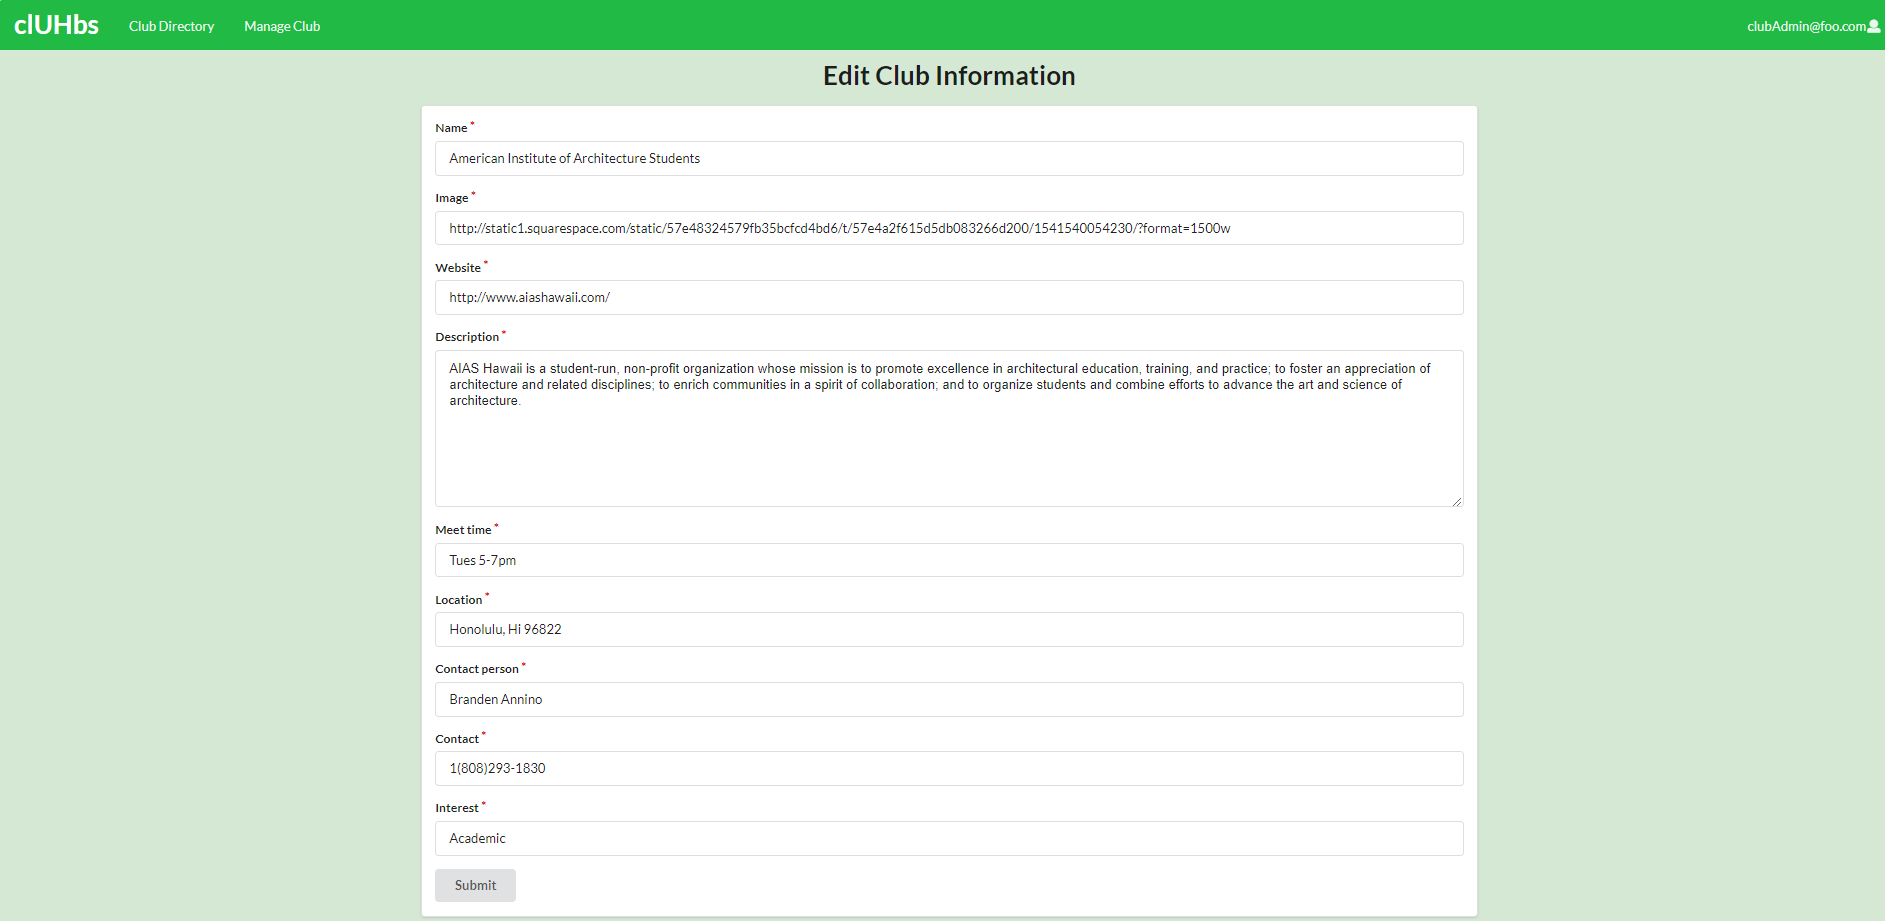 clUHbs Club Directory Manage Club clubAdmin@foo.com
Edit Club Information
Name *
American Institute of Architecture Students
Image *
http://static1.squarespace.com/static/57e48324579fb35bcfcd4bd6/t/57e4a2f615d5db083266d200/1541540054230/?format=1500w
Website *
http://www.aiashawaii.com/
Description *
AIAS Hawaii is a student-run, non-profit organization whose mission is to promote excellence in architectural education, training, and practice; to foster an appreciation of
architecture and related disciplines; to enrich communities in a spirit of collaboration; and to organize students and combine efforts to advance the art and science of
architecture.
Meet time *
Tues 5-7pm
Location *
Honolulu, Hi 96822
Contact person *
Branden Annino
Contact *
1(808)293-1830
Interest *
Academic
Submit